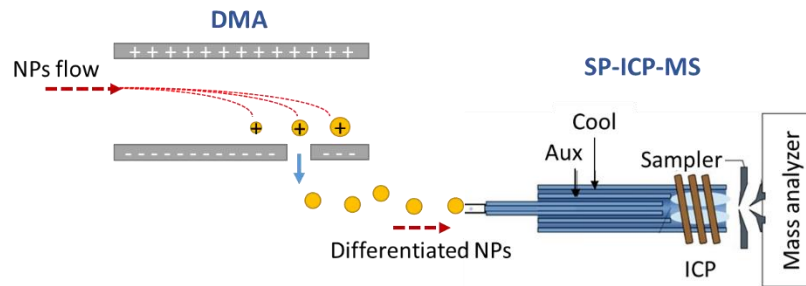 DMA
+ + + + + + + + + + + + +
NPs flow
SP-ICP-MS
+ + +
- - - - - - - - - - - - - -
- - -
Cool
Aux
Sampler
Differentiated NPs
ICP
Mass analyzer